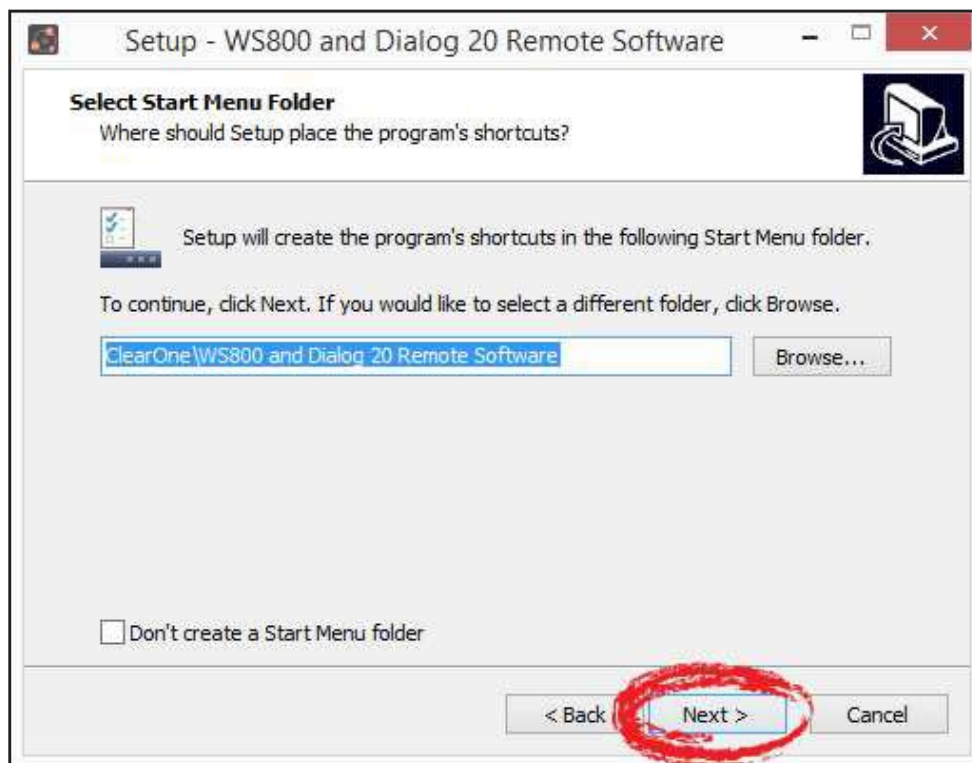 Setup - WS800 and Dialog 20 Remote Software
Select Start Menu Folder
Where should Setup place the program's shortcuts?
Setup will create the program's shortcuts in the following Start Menu folder.
To continue, click Next. If you would like to select a different folder, click Browse.
ClearOne\WS800 and Dialog 20 Remote Software
Browse...
Don't create a Start Menu folder
< Back
Next >
Cancel